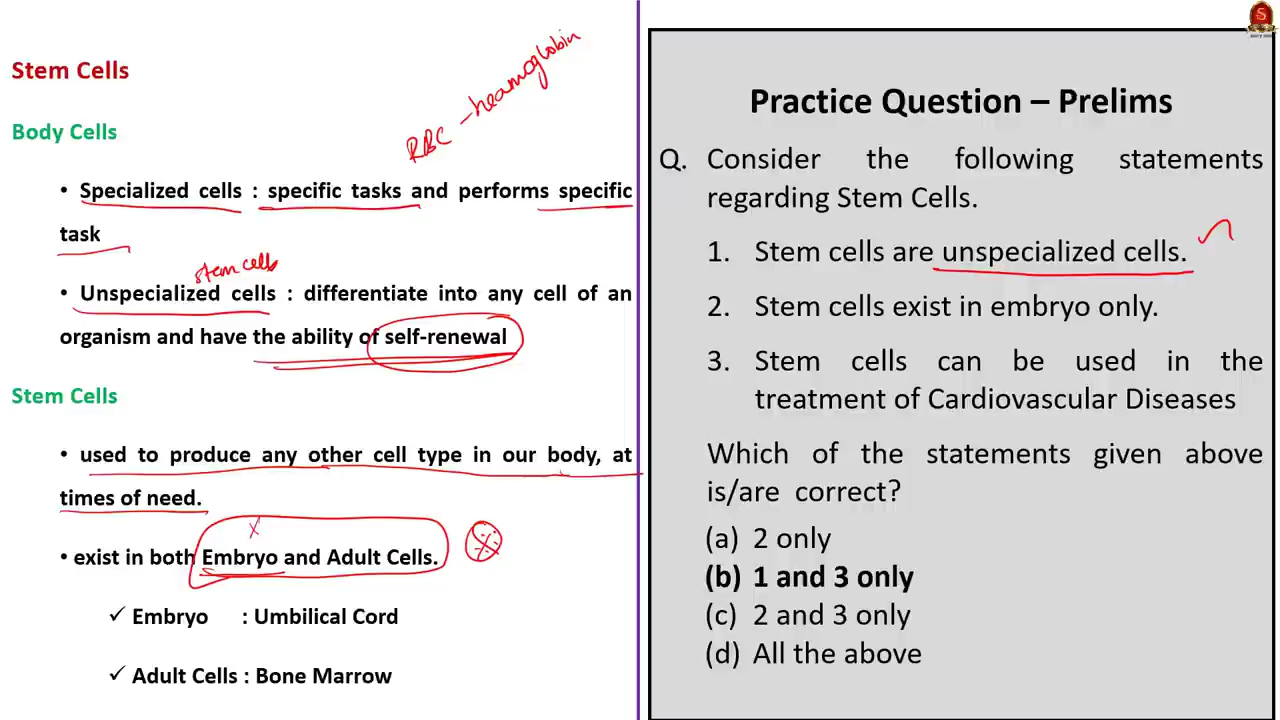 Stem Cells
Body Cells
RBC - heamoglobin
• Specialized cells : specific tasks and performs specific
task
stem cells
• Unspecialized cells : differentiate into any cell of an
organism and have the ability of self-renewal
Stem Cells
• used to produce any other cell type in our body, at
times of need.
• exist in both Embryo and Adult Cells.
✓ Embryo : Umbilical Cord
✓ Adult Cells : Bone Marrow
Practice Question – Prelims
Q. Consider the following statements
regarding Stem Cells.
1. Stem cells are unspecialized cells.
2. Stem cells exist in embryo only.
3. Stem cells can be used in the
treatment of Cardiovascular Diseases
Which of the statements given above
is/are correct?
(a) 2 only
(b) 1 and 3 only
(c) 2 and 3 only
(d) All the above